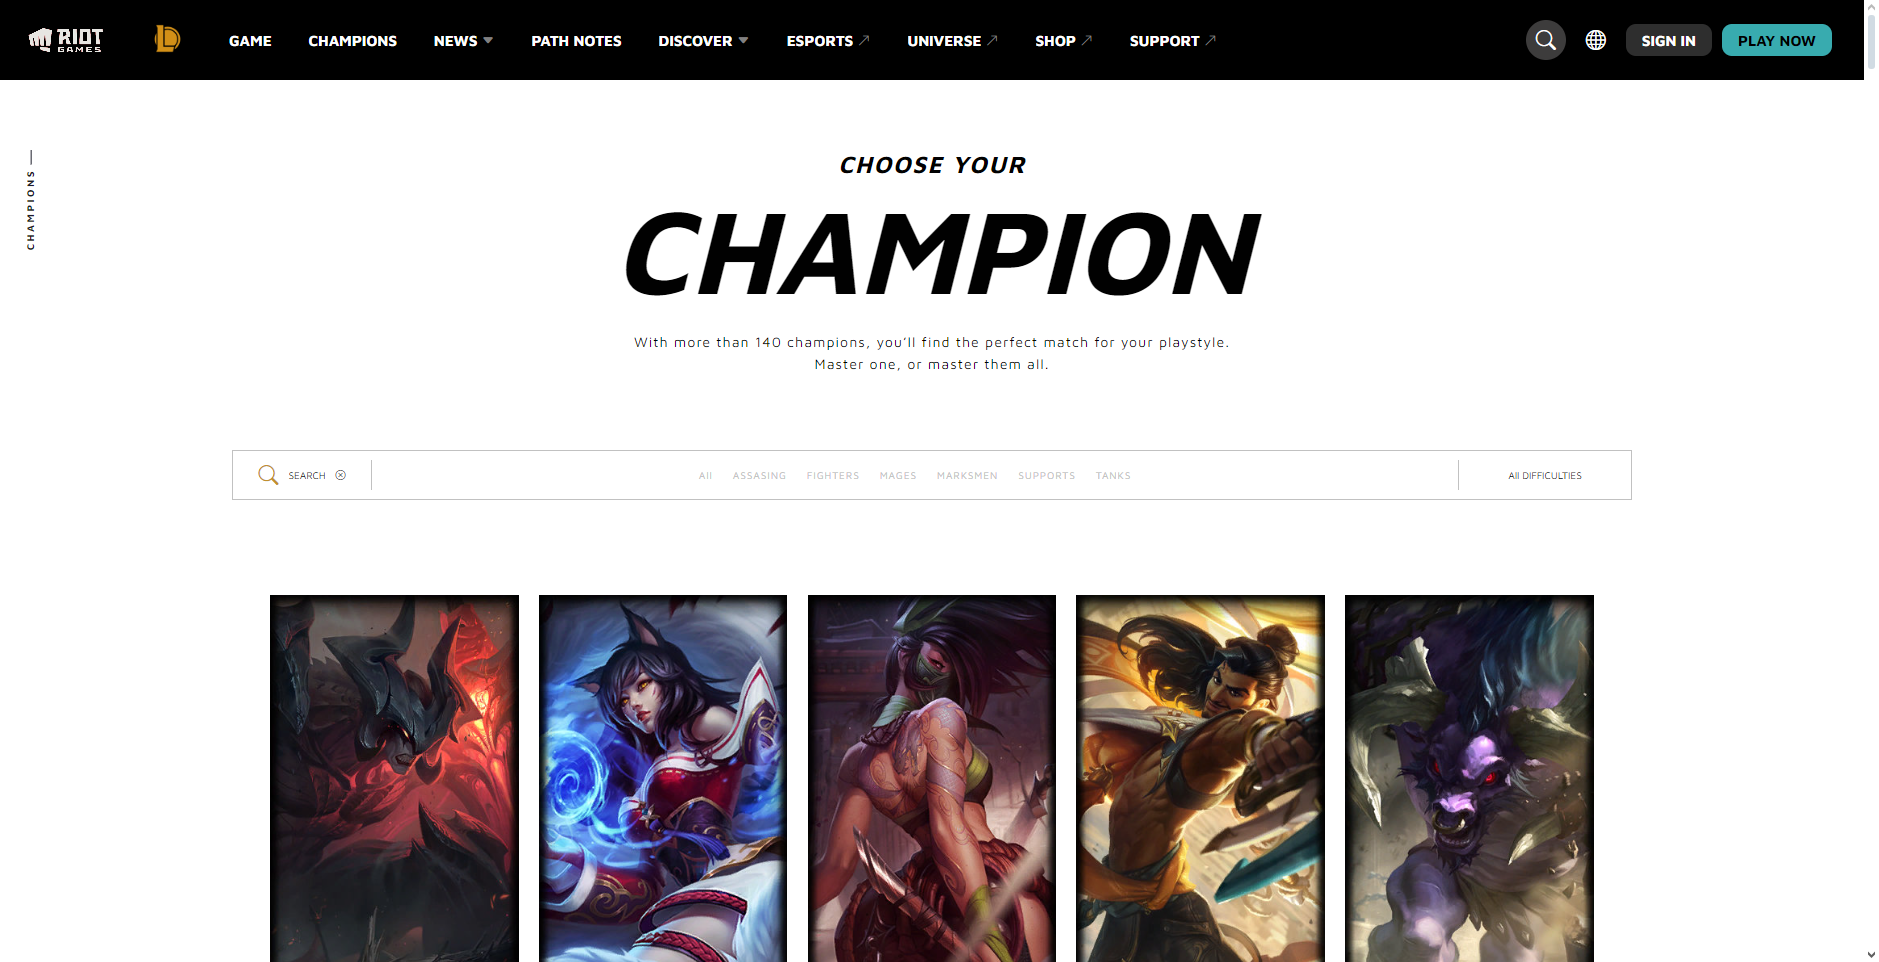 RIOT GAMES
GAME CHAMPIONS NEWS PATH NOTES DISCOVER ESPORTS UNIVERSE SHOP SUPPORT SIGN IN PLAY NOW
CHAMPIONS
CHOOSE YOUR
CHAMPION
With more than 140 champions, you'll find the perfect match for your playstyle.
Master one, or master them all.
SEARCH All ASSASING FIGHTERS MAGES MARKSMEN SUPPORTS TANKS All DIFFICULTIES